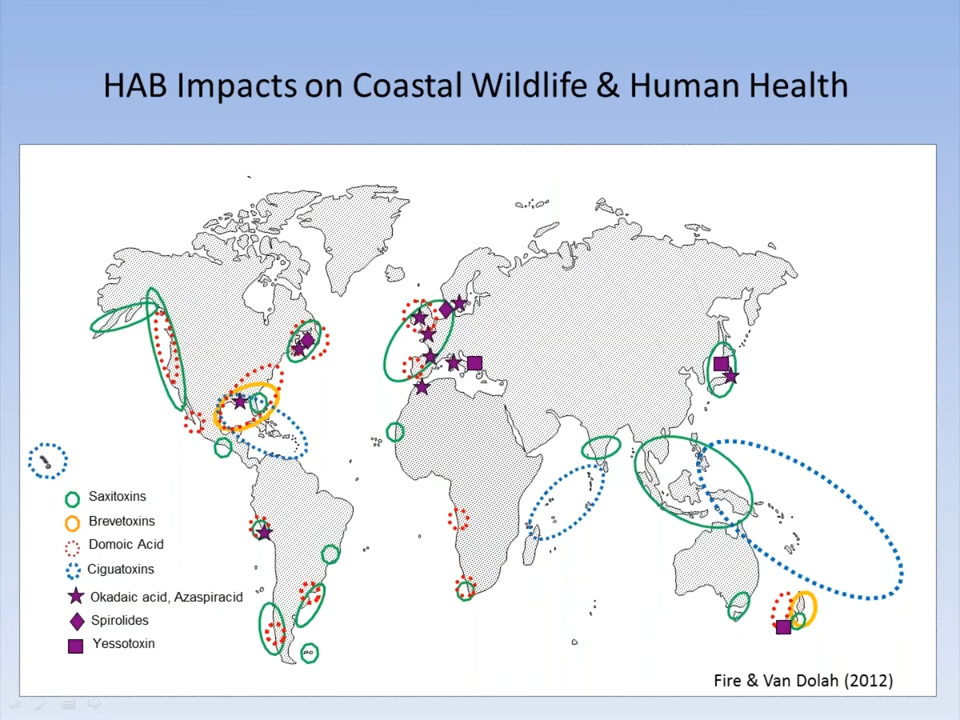 HAB Impacts on Coastal Wildlife & Human Health
Saxitoxins
Brevetoxins
Domoic Acid
Ciguatoxins
Okadaic acid, Azaspiracid
Spirolides
Yessotoxin
Fire & Van Dolah (2012)